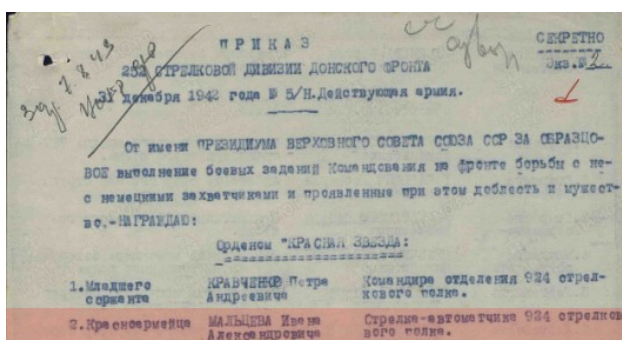 ПРИКАЗ
СЕКРЕТНО
252 СТРЕЛКОВОЙ ДИВИЗИИ ДОНСКОГО ФРОНТА
Экз.№ 2
декабря 1942 года № 5/Н.Действующая армия.
От имени ПРЕЗИДИУМА ВЕРХОВНОГО СОВЕТА СОЮЗА ССР ЗА ОБРАЗЦО-
ВОЕ выполнение боевых заданий Командования на фронте борьбы с не-
с немецкими захватчиками и проявленные при этом доблесть и мужест-
во,-НАГРАЖДАЮ:
Орденом "КРАСНАЯ ЗВЕЗДА:
1.Младшего КРАВЧЕНКО Петра Командира отделения 924 стрел-
сержанта Андреевича кового полка.
2.Красноармейца МАЛЬЦЕВА Ивана Стрелка-автоматчика 924 стрелков
Александровича вого полка.